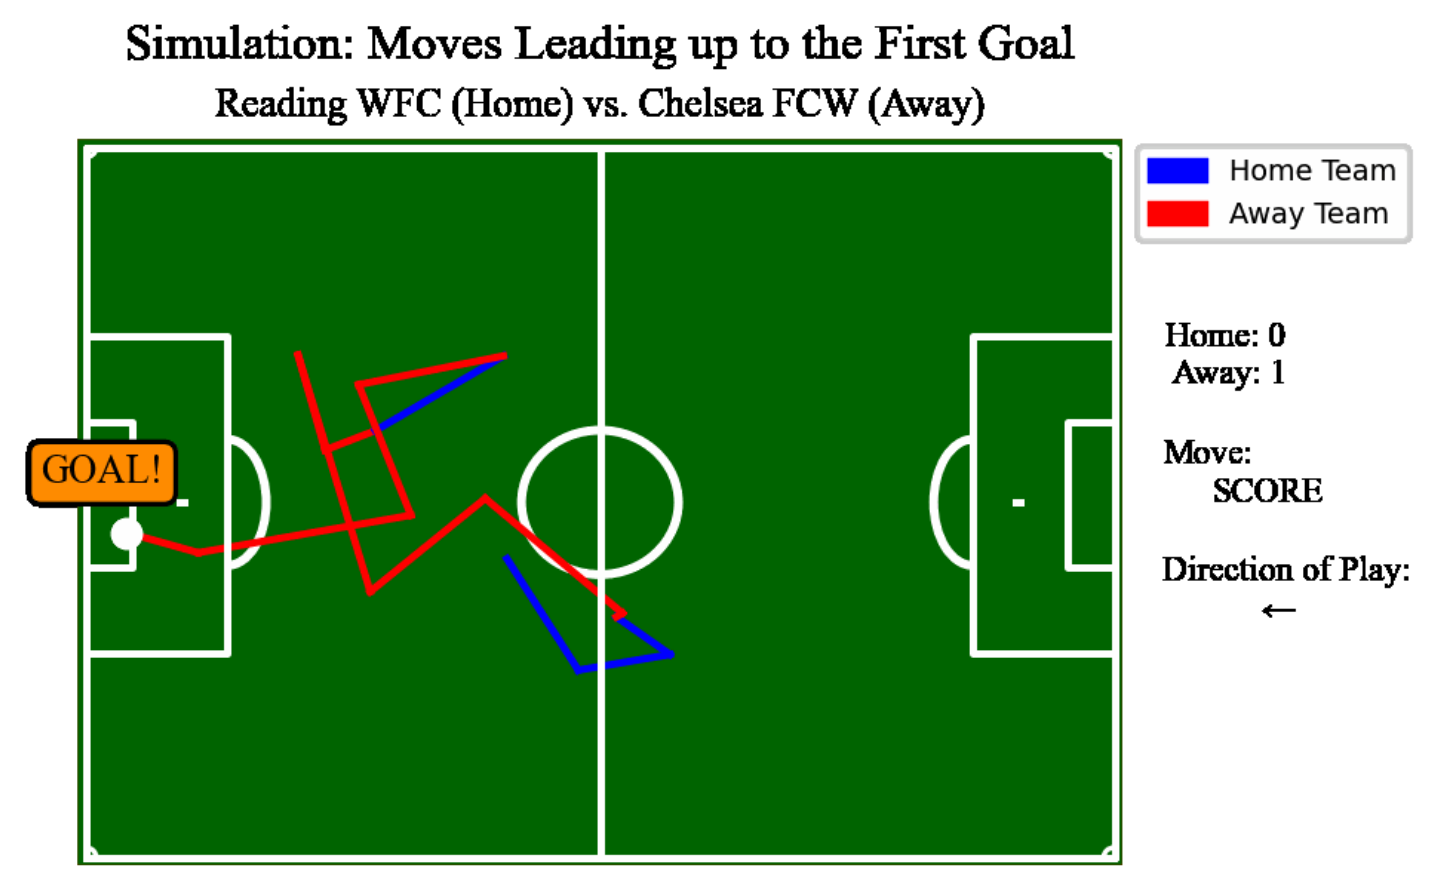 Simulation: Moves Leading up to the First Goal
Reading WFC (Home) vs. Chelsea FCW (Away)
Home Team
Away Team
Home: 0
Away: 1
GOAL!
Move:
SCORE
Direction of Play:
←